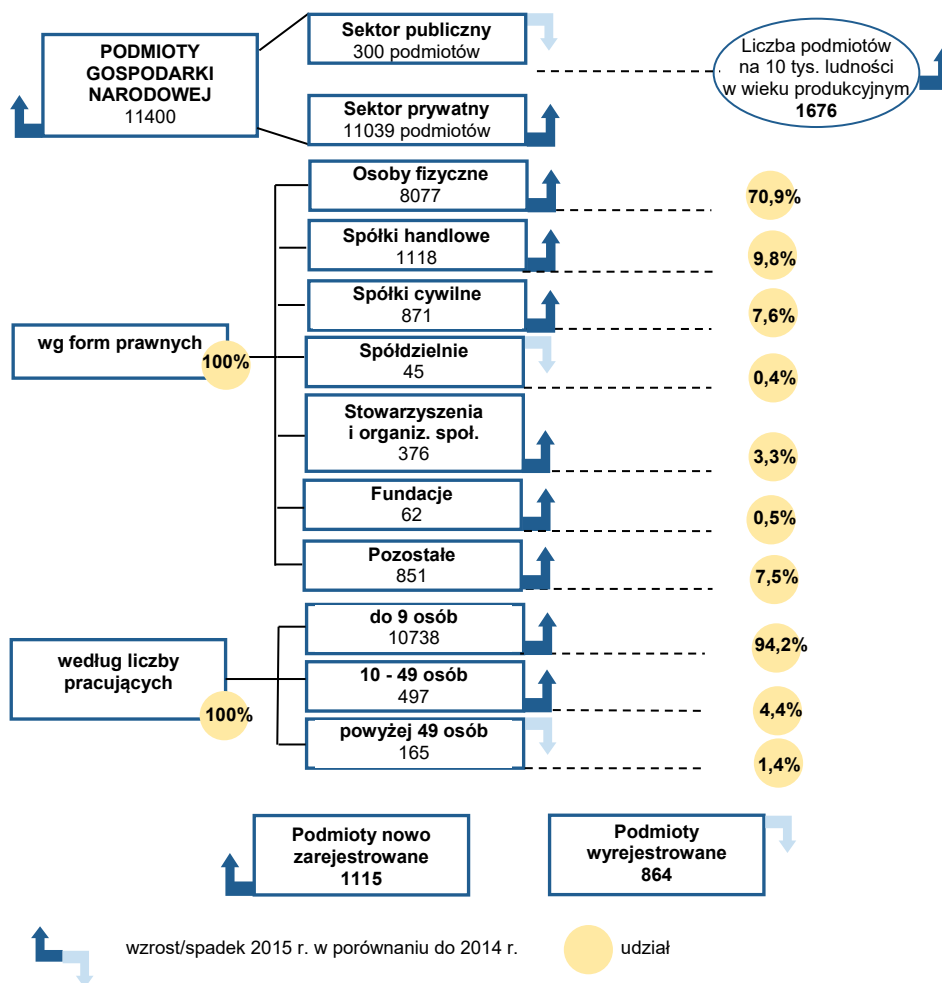 PODMIOTY
GOSPODARKI
NARODOWEJ
11400
Sektor publiczny
300 podmiotów
Sektor prywatny
11039 podmiotów
Liczba podmiotów
na 10 tys. ludności
w wieku produkcyjnym
1676
wg form prawnych
100%
Osoby fizyczne
8077
70,9%
Spółki handlowe
1118
9,8%
Spółki cywilne
871
7,6%
Spółdzielnie
45
0,4%
Stowarzyszenia
i organiz. społ.
376
3,3%
Fundacje
62
0,5%
Pozostałe
851
7,5%
według liczby
pracujących
100%
do 9 osób
10738
94,2%
10 - 49 osób
497
4,4%
powyżej 49 osób
165
1,4%
Podmioty nowo
zarejestrowane
1115
Podmioty
wyrejestrowane
864
wzrost/spadek 2015 r. w porównaniu do 2014 r.
udział